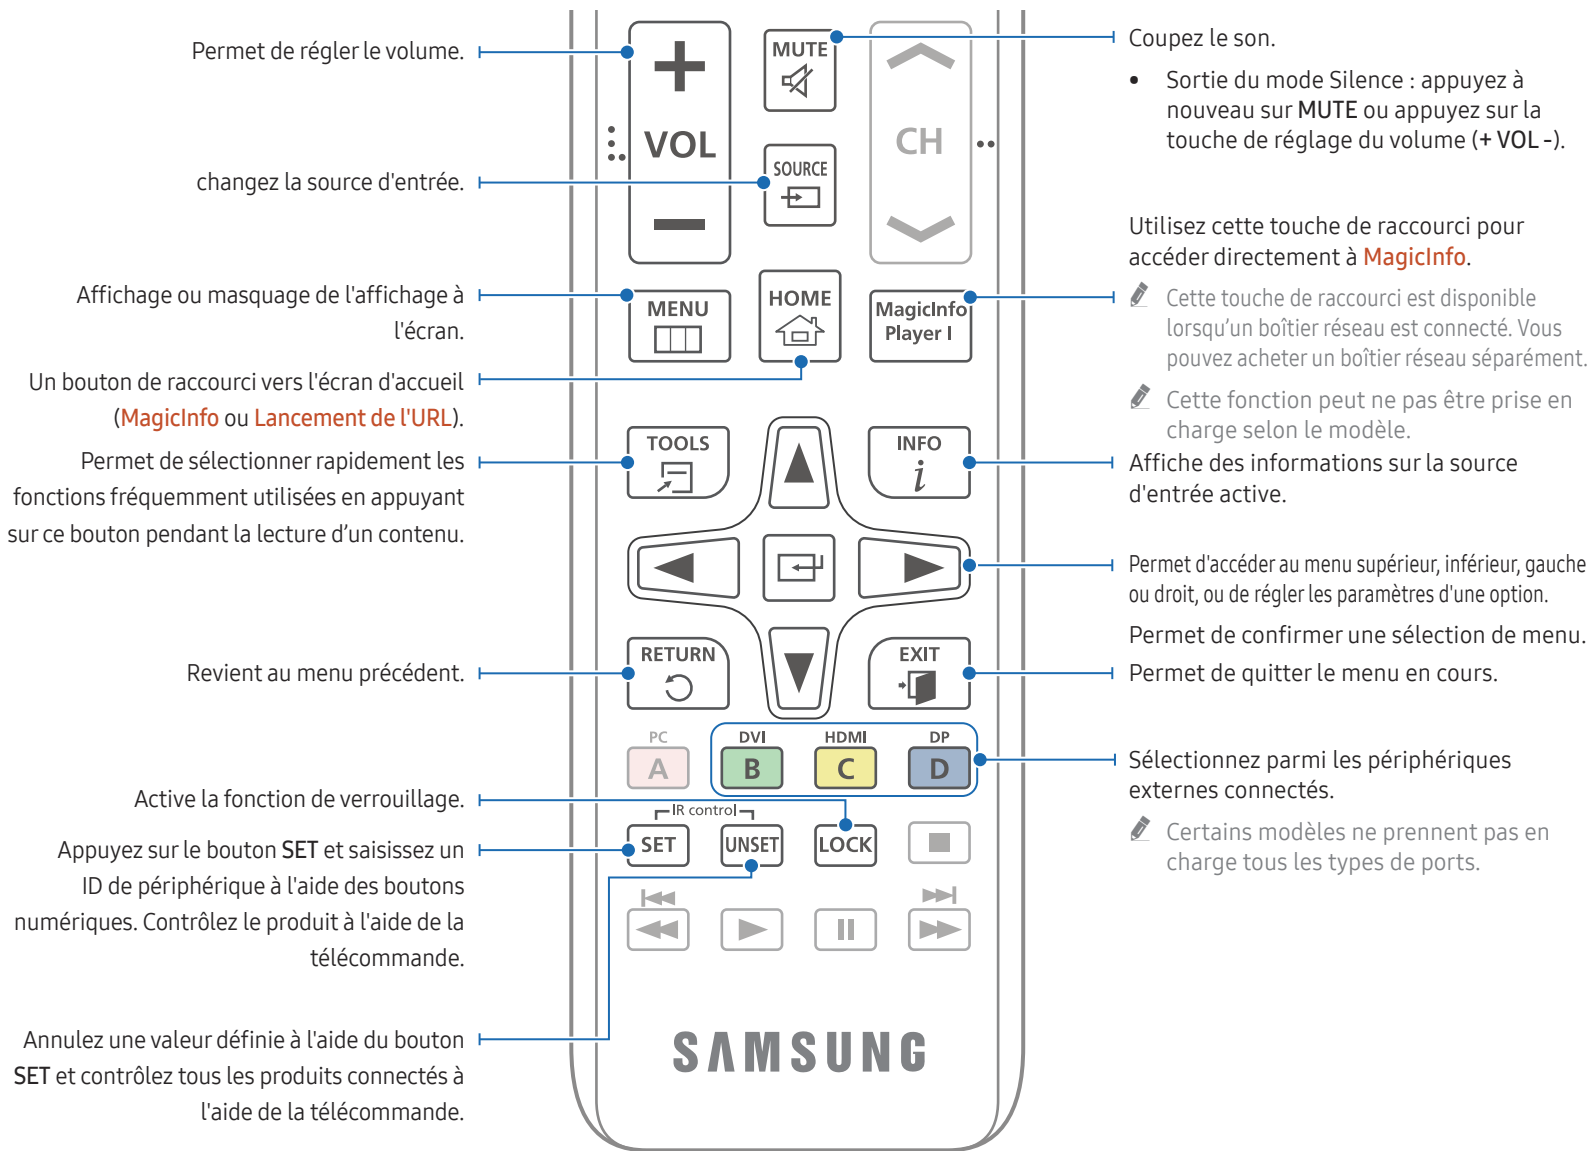 Permet de régler le volume.
changez la source d'entrée.
Affichage ou masquage de l'affichage à
l'écran.
Un bouton de raccourci vers l'écran d'accueil
(MagicInfo ou Lancement de l'URL).
Permet de sélectionner rapidement les
fonctions fréquemment utilisées en appuyant
sur ce bouton pendant la lecture d’un contenu.
Revient au menu précédent.
Active la fonction de verrouillage.
Appuyez sur le bouton SET et saisissez un
ID de périphérique à l'aide des boutons
numériques. Contrôlez le produit à l'aide de la
télécommande.
Annulez une valeur définie à l'aide du bouton
SET et contrôlez tous les produits connectés à
l'aide de la télécommande.
MUTE
VOL
CH
SOURCE
MENU
HOME
MagicInfo
Player I
TOOLS
INFO
i
RETURN
EXIT
PC
DVI
HDMI
DP
A
B
C
D
IR control
SET
UNSET
LOCK
SAMSUNG
Coupez le son.
• Sortie du mode Silence : appuyez à
nouveau sur MUTE ou appuyez sur la
touche de réglage du volume (+ VOL -).
Utilisez cette touche de raccourci pour
accéder directement à MagicInfo.
Cette touche de raccourci est disponible
lorsqu’un boîtier réseau est connecté. Vous
pouvez acheter un boîtier réseau séparément.
Cette fonction peut ne pas être prise en
charge selon le modèle.
Affiche des informations sur la source
d'entrée active.
Permet d'accéder au menu supérieur, inférieur, gauche
ou droit, ou de régler les paramètres d'une option.
Permet de confirmer une sélection de menu.
Permet de quitter le menu en cours.
Sélectionnez parmi les périphériques
externes connectés.
Certains modèles ne prennent pas en
charge tous les types de ports.